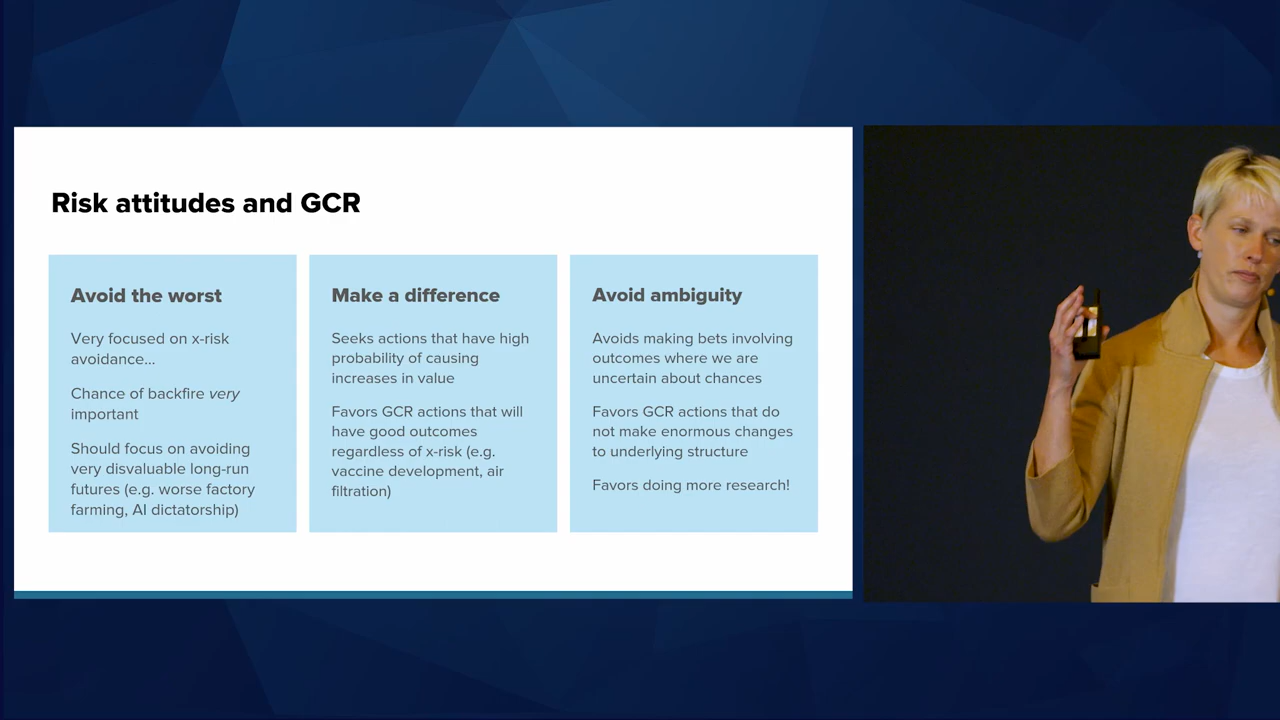 Risk attitudes and GCR
Avoid the worst
Very focused on x-risk
avoidance...
Chance of backfire very
important
Should focus on avoiding
very disvaluable long-run
futures (e.g. worse factory
farming, AI dictatorship)
Make a difference
Seeks actions that have high
probability of causing
increases in value
Favors GCR actions that will
have good outcomes
regardless of x-risk (e.g.
vaccine development, air
filtration)
Avoid ambiguity
Avoids making bets involving
outcomes where we are
uncertain about chances
Favors GCR actions that do
not make enormous changes
to underlying structure
Favors doing more research!